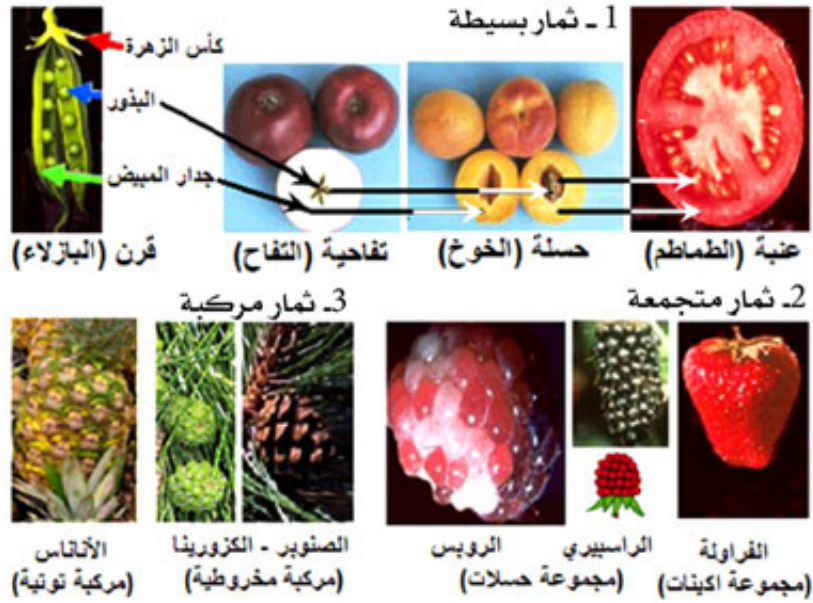 1 ـ ثمار بسيطة
كأس الزهرة
البذور
جدار المبيض
عنبة (الطماطم)
حسلة (الخوخ)
تفاحية (التفاح)
قرن (البازلاء)
2ـ ثمار متجمعة
3ـ ثمار مركبة
الفراولة
(مجموعة اكينات)
الراسبيري
الروبس
(مجموعة حسلات)
الصنوبر - الكزورينا
(مركبة مخروطية)
الأناناس
(مركبة توتية)